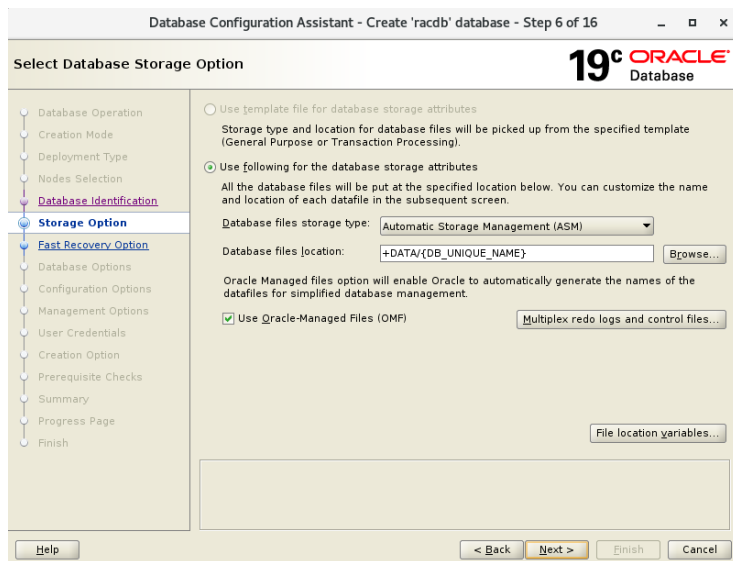 Database Configuration Assistant - Create 'racdb' database - Step 6 of 16
Select Database Storage Option
19c ORACLE
Database
Database Operation
Creation Mode
Deployment Type
Nodes Selection
Database Identification
Storage Option
Fast Recovery Option
Database Options
Configuration Options
Management Options
User Credentials
Creation Option
Prerequisite Checks
Summary
Progress Page
Finish
Use template file for database storage attributes
Storage type and location for database files will be picked up from the specified template
(General Purpose or Transaction Processing).
Use following for the database storage attributes
All the database files will be put at the specified location below. You can customize the name
and location of each datafile in the subsequent screen.
Database files storage type: Automatic Storage Management (ASM)
Database files location: +DATA/{DB_UNIQUE_NAME} Browse...
Oracle Managed files option will enable Oracle to automatically generate the names of the
datafiles for simplified database management.
Use Oracle-Managed Files (OMF) Multiplex redo logs and control files...
File location variables...
Help < Back Next > Finish Cancel